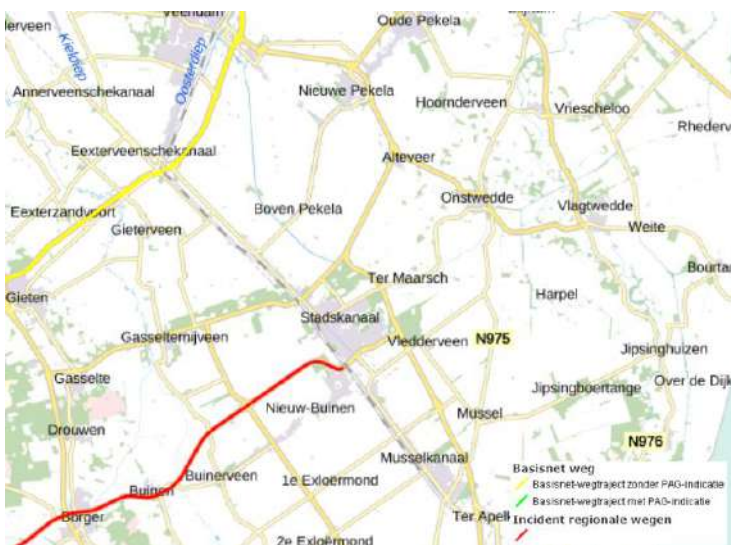 Veendam
Oude Pekela
Kieldiep
Oosterdiep
Annerveenschekanaal
Nieuwe Pekela
Hoornderveen
Vriescheloo
Eexterveenschekanaal
Alteveer
Onstwedde
Eexterzandvoort
Boven Pekela
Vlagtwedde
Gieterveen
Weite
Ter Maarsch
Gieten
Harpel
Stadskanaal
Gasselternijveen
Vledderveen
N975
Jipsinghuizen
Gasselte
Jipsingboertange
Over de Dijk
Nieuw-Buinen
Mussel
Drouwen
N976
Musselkanaal
Basisnet weg
Basisnet-wegtraject zonder PAG-indicatie
Basisnet-wegtraject met PAG-indicatie
Buinerveen
1e Exloërmond
Buinen
Borger
Ter Apel
Incident regionale wegen
2e Exloërmond